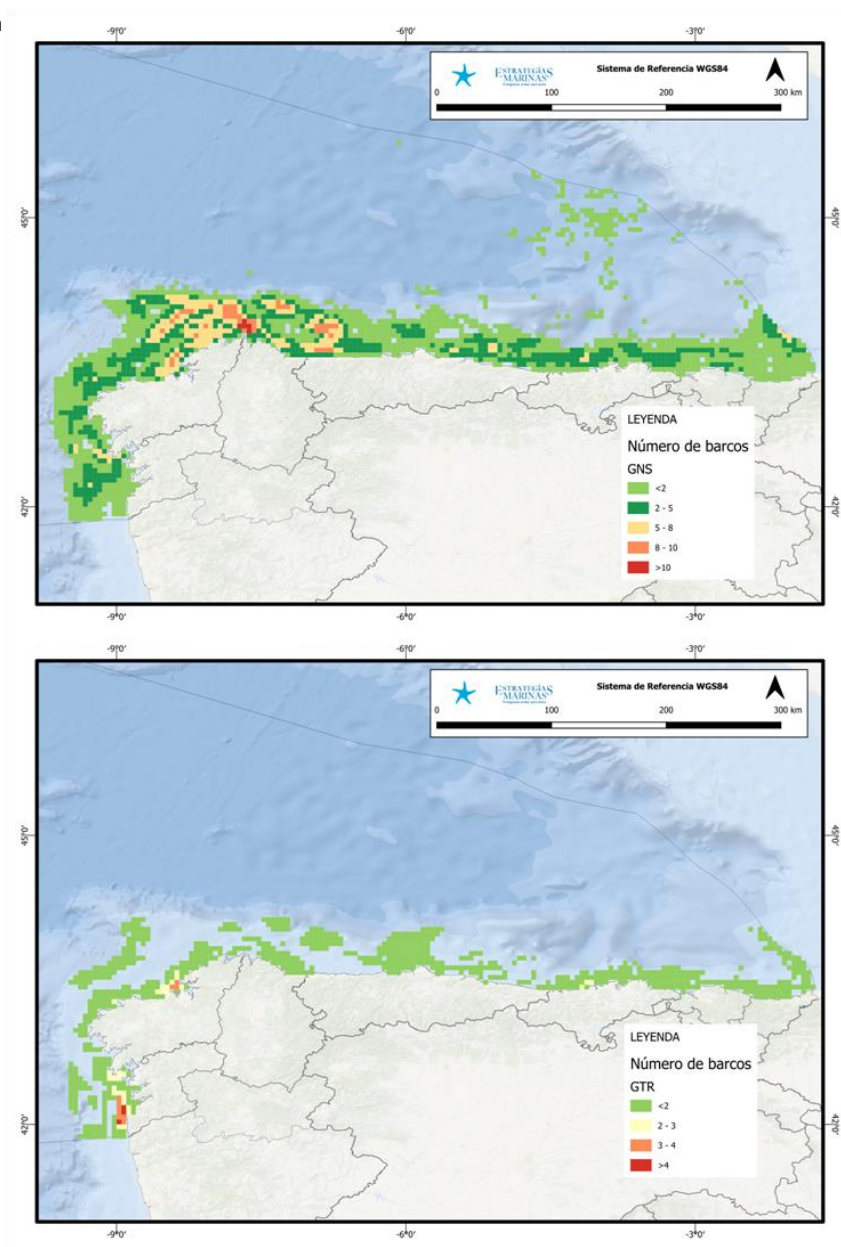 -9°0' -6°0' -3°0'
ESTRATEGIAS
MARINAS
Sistema de Referencia WGS84
0 100 200 300 km
45°0' 45°0'
42°0' 42°0'
LEYENDA
Número de barcos
GNS
<2
2 - 5
5 - 8
8 - 10
>10
-9°0' -6°0' -3°0'
-9°0' -6°0' -3°0'
ESTRATEGIAS
MARINAS
Sistema de Referencia WGS84
0 100 200 300 km
45°0' 45°0'
42°0' 42°0'
LEYENDA
Número de barcos
GTR
<2
2 - 3
3 - 4
>4
-9°0' -6°0' -3°0'